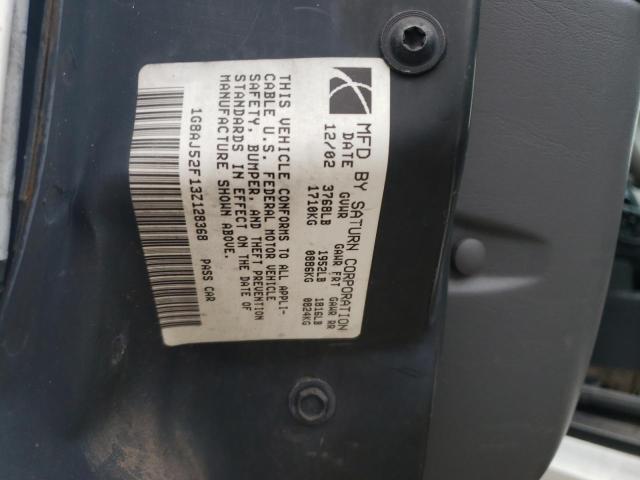 MFD BY SATURN CORPORATION
DATE GVWR GAWR FRT GAWR RR
12/02 3768LB 1952LB 1816LB
1710KG 0886KG 0824KG
THIS VEHICLE CONFORMS TO ALL APPLI-
CABLE U.S. FEDERAL MOTOR VEHICLE
SAFETY, BUMPER, AND THEFT PREVENTION
STANDARDS IN EFFECT ON THE DATE OF
MANUFACTURE SHOWN ABOVE.
1G8AJ52F13Z128368 PASS CAR